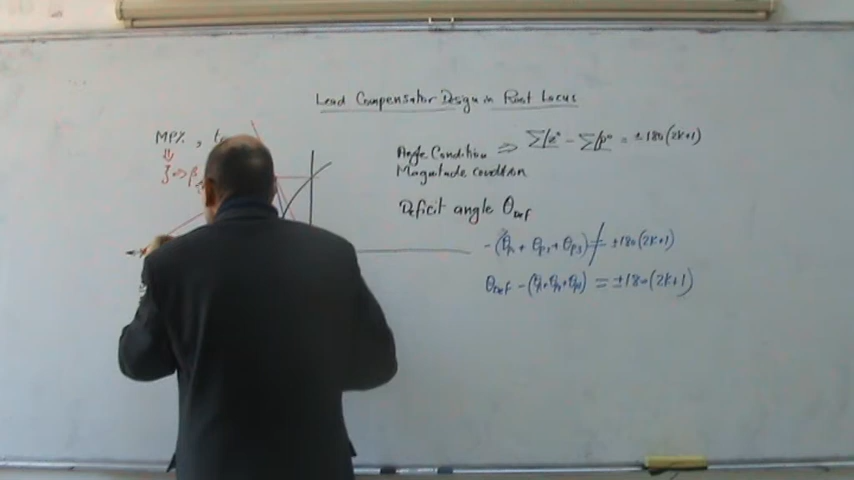 Lead Compensator Design in Root Locus
MP% ,
Angle Condition ⇒ Σ∠z° - Σ∠p° = ±180(2K+1)
Magnitude condition
ζ ⇒ β
Deficit angle θDef
-(θp1 + θp2 + θp3) ≠ ±180(2K+1)
θDef - (θp1+θp2+θp3) = ±180(2K+1)